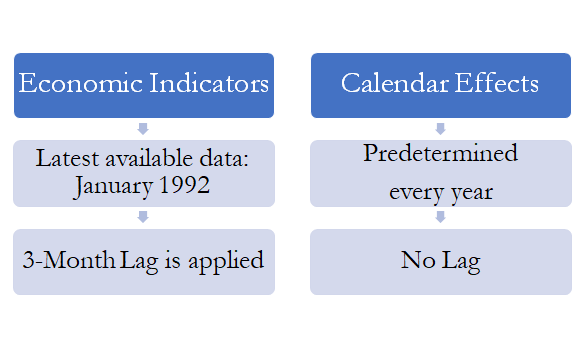 Economic Indicators
Latest available data:
January 1992
3-Month Lag is applied
Calendar Effects
Predetermined
every year
No Lag